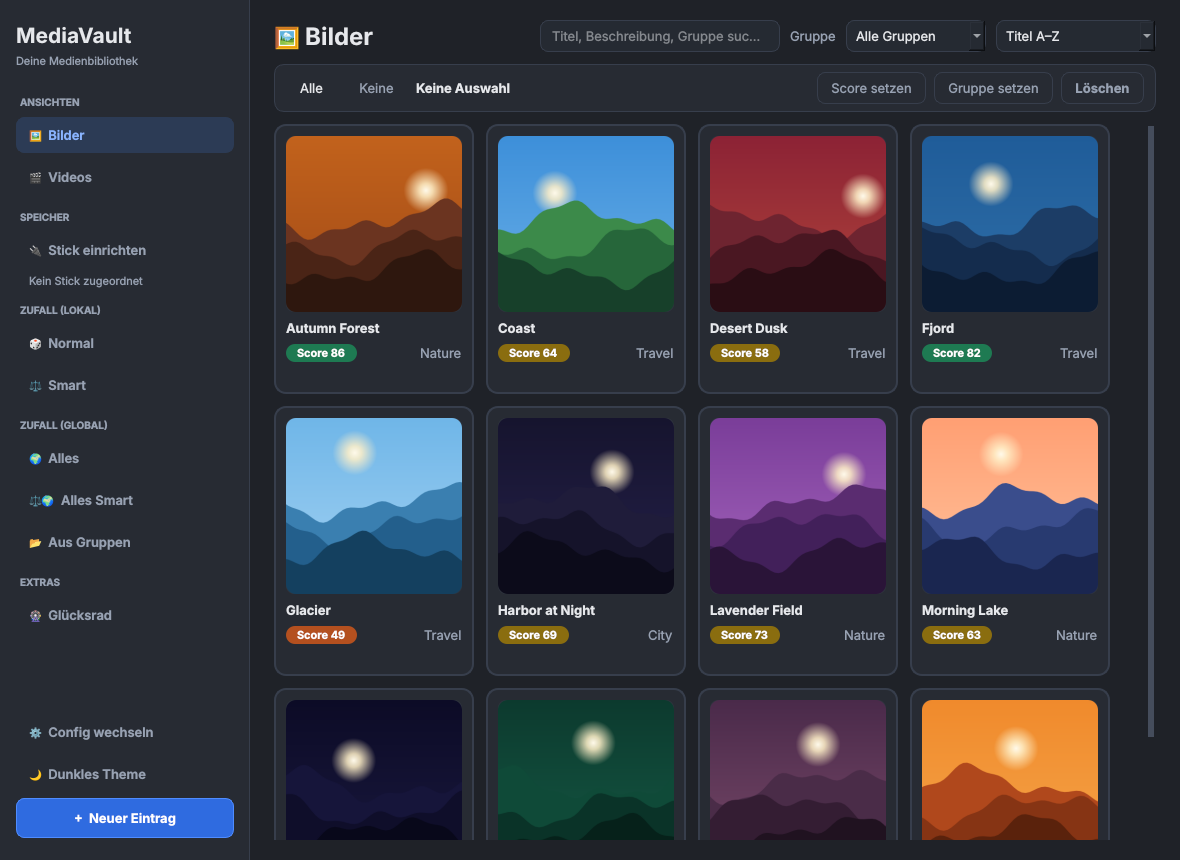 MediaVault
Deine Medienbibliothek
ANSICHTEN
Bilder
Videos
SPEICHER
Stick einrichten
Kein Stick zugeordnet
ZUFALL (LOKAL)
Normal
Smart
ZUFALL (GLOBAL)
Alles
Alles Smart
Aus Gruppen
EXTRAS
Glücksrad
Config wechseln
Dunkles Theme
+ Neuer Eintrag
Bilder
Titel, Beschreibung, Gruppe suc...
Gruppe
Alle Gruppen
Titel A–Z
Alle
Keine
Keine Auswahl
Score setzen
Gruppe setzen
Löschen
Autumn Forest
Score 86
Nature
Coast
Score 64
Travel
Desert Dusk
Score 58
Travel
Fjord
Score 82
Travel
Glacier
Score 49
Travel
Harbor at Night
Score 69
City
Lavender Field
Score 73
Nature
Morning Lake
Score 63
Nature